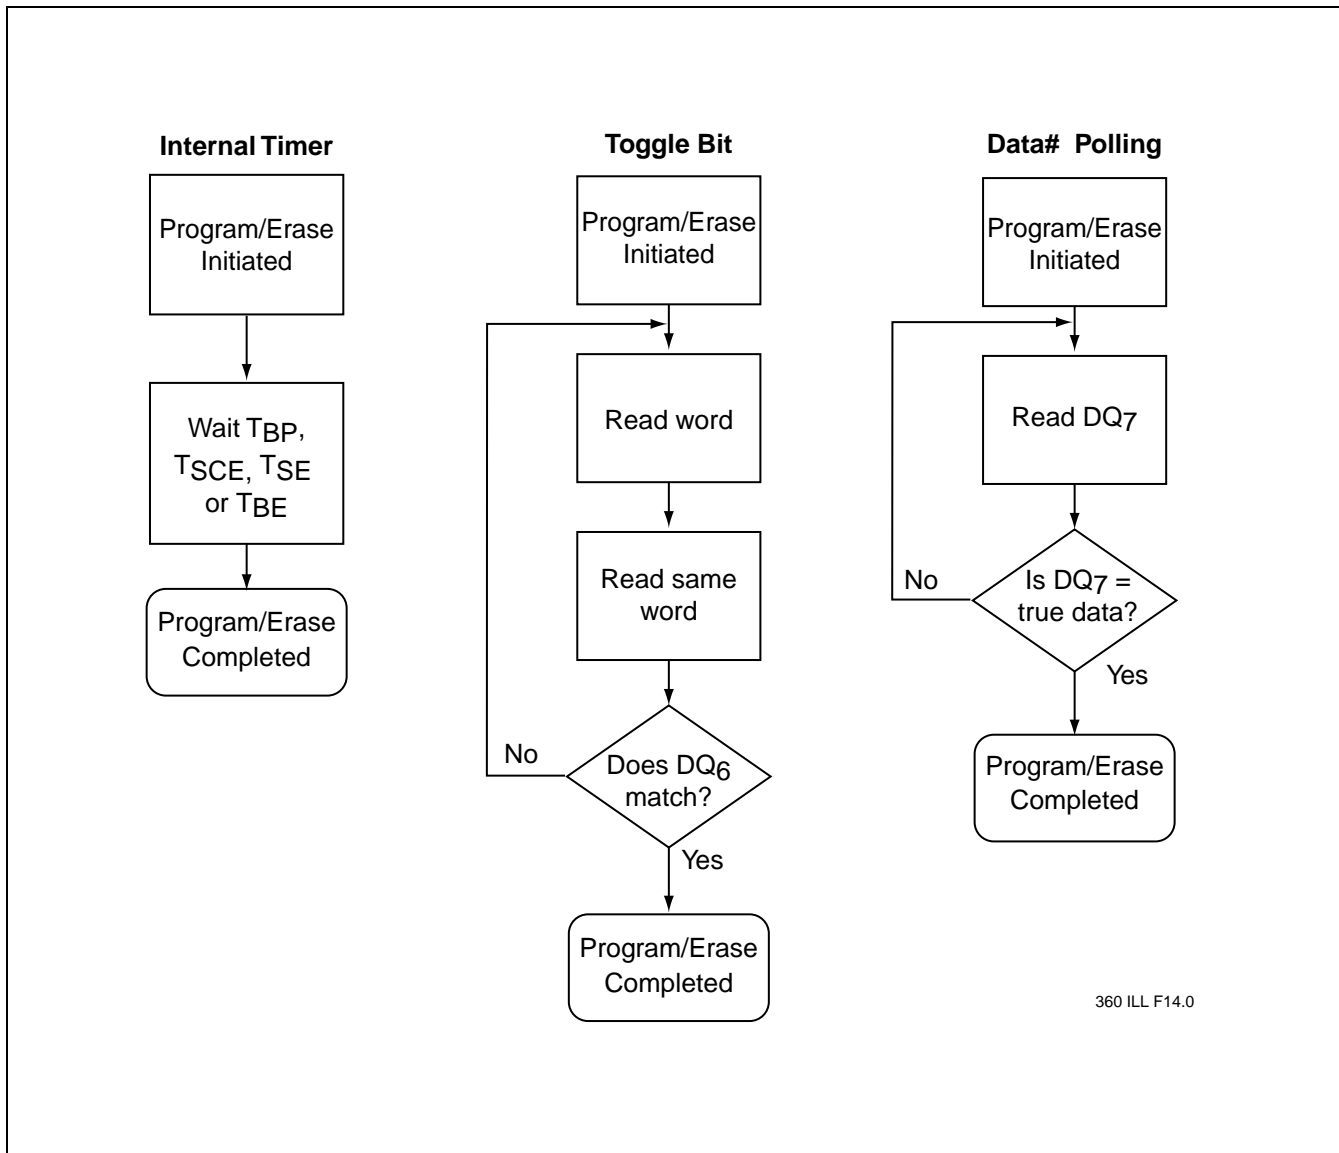 Internal Timer
Program/Erase
Initiated
Wait TBP,
TSCE, TSE
or TBE
Program/Erase
Completed
Toggle Bit
Program/Erase
Initiated
Read word
Read same
word
No
Does DQ6
match?
Yes
Program/Erase
Completed
Data# Polling
Program/Erase
Initiated
Read DQ7
No
Is DQ7 =
true data?
Yes
Program/Erase
Completed
360 ILL F14.0